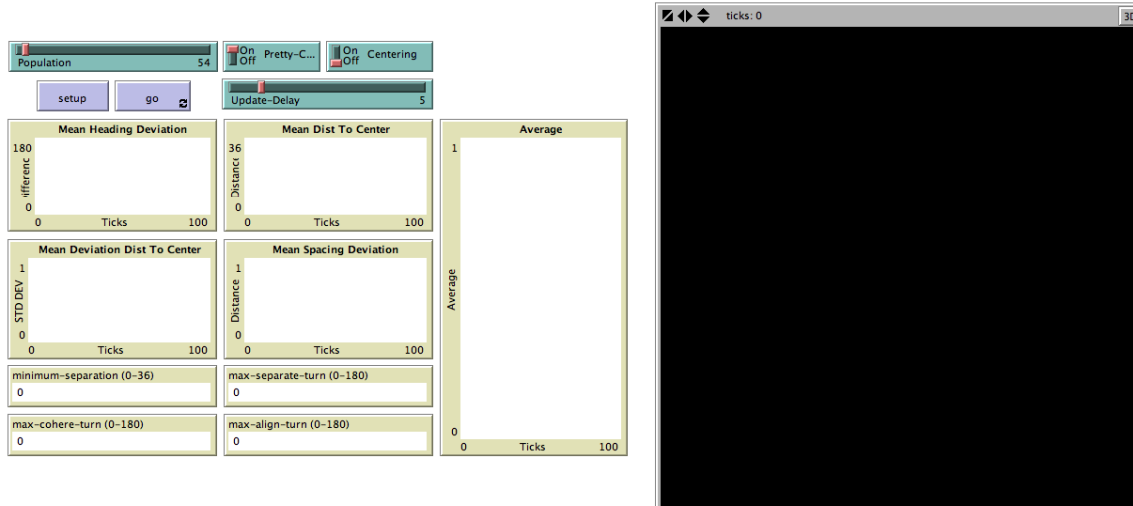 ticks: 0
3D
On
Off
Pretty-C...
On
Off
Centering
Population
54
setup
go
Update-Delay
5
Mean Heading Deviation
180
0
0
Ticks
100
Mean Dist To Center
36
Distance
0
0
Ticks
100
Average
1
Average
0
0
Ticks
100
Mean Deviation Dist To Center
1
STD DEV
0
0
Ticks
100
Mean Spacing Deviation
1
Distance
0
0
Ticks
100
minimum-separation (0-36)
0
max-separate-turn (0-180)
0
max-cohere-turn (0-180)
0
max-align-turn (0-180)
0